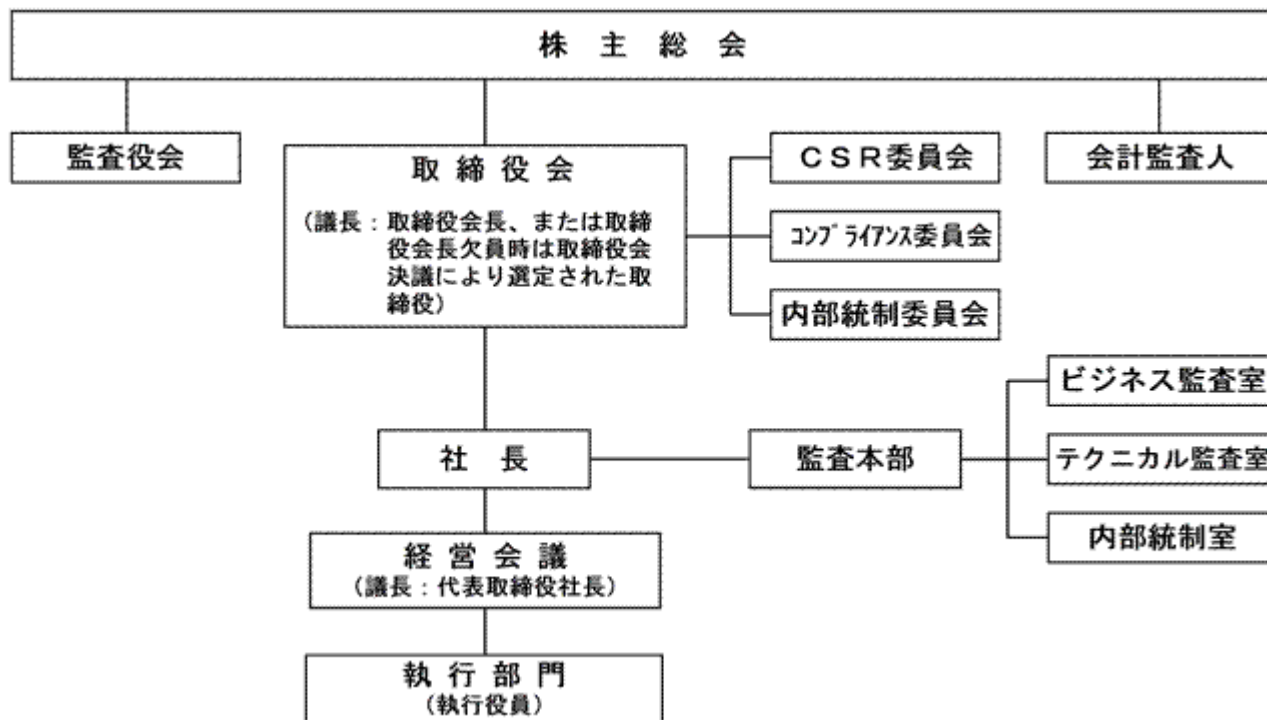 株 主 総 会
監査役会
取 締 役 会
(議長：取締役会長、または取締
役会長欠員時は取締役会
決議により選定された取
締役)
ＣＳＲ委員会
ｺﾝﾌﾟﾗｲｱﾝｽ委員会
内部統制委員会
会計監査人
社 長
監査本部
ビジネス監査室
テクニカル監査室
内部統制室
経 営 会 議
(議長：代表取締役社長)
執 行 部 門
(執行役員)